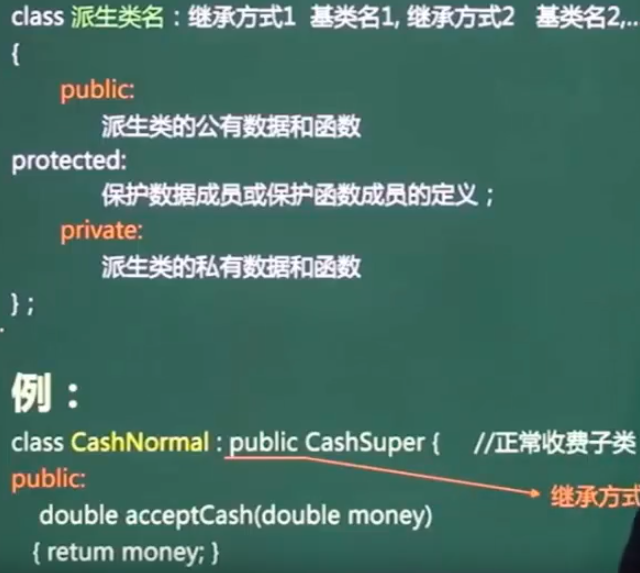 class 派生类名：继承方式1 基类名1, 继承方式2 基类名2,..
{
public:
派生类的公有数据和函数
protected:
保护数据成员或保护函数成员的定义；
private:
派生类的私有数据和函数
} ;
例：
class CashNormal : public CashSuper { //正常收费子类
public:
继承方式
double acceptCash(double money)
{ return money; }